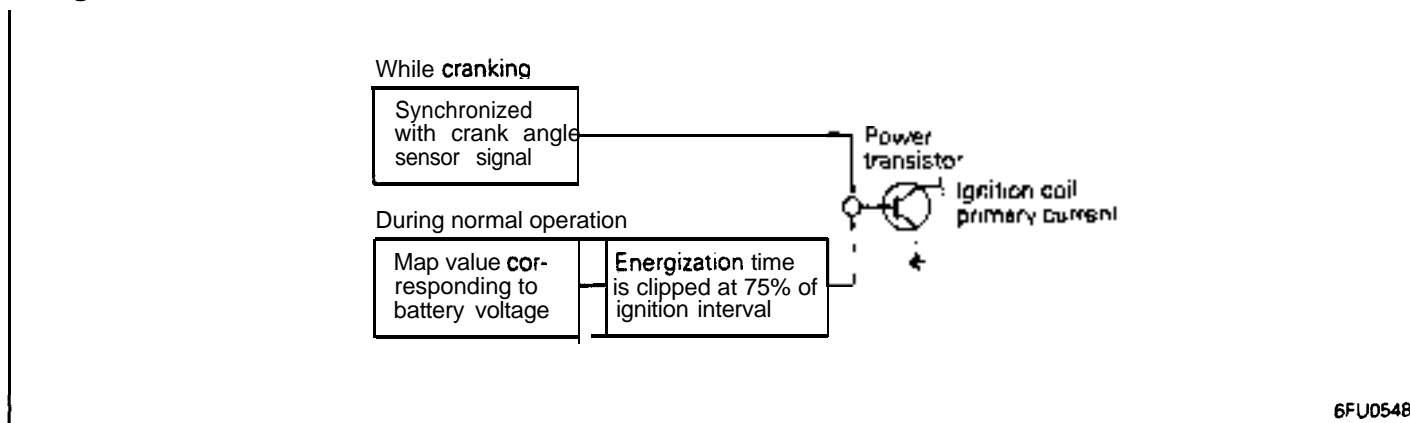 While cranking
Synchronized
with crank angle
sensor signal
Power
transistor
Ignition coil
primary current
During normal operation
Map value cor-
responding to
battery voltage
Energization time
is clipped at 75% of
ignition interval
6FU0548